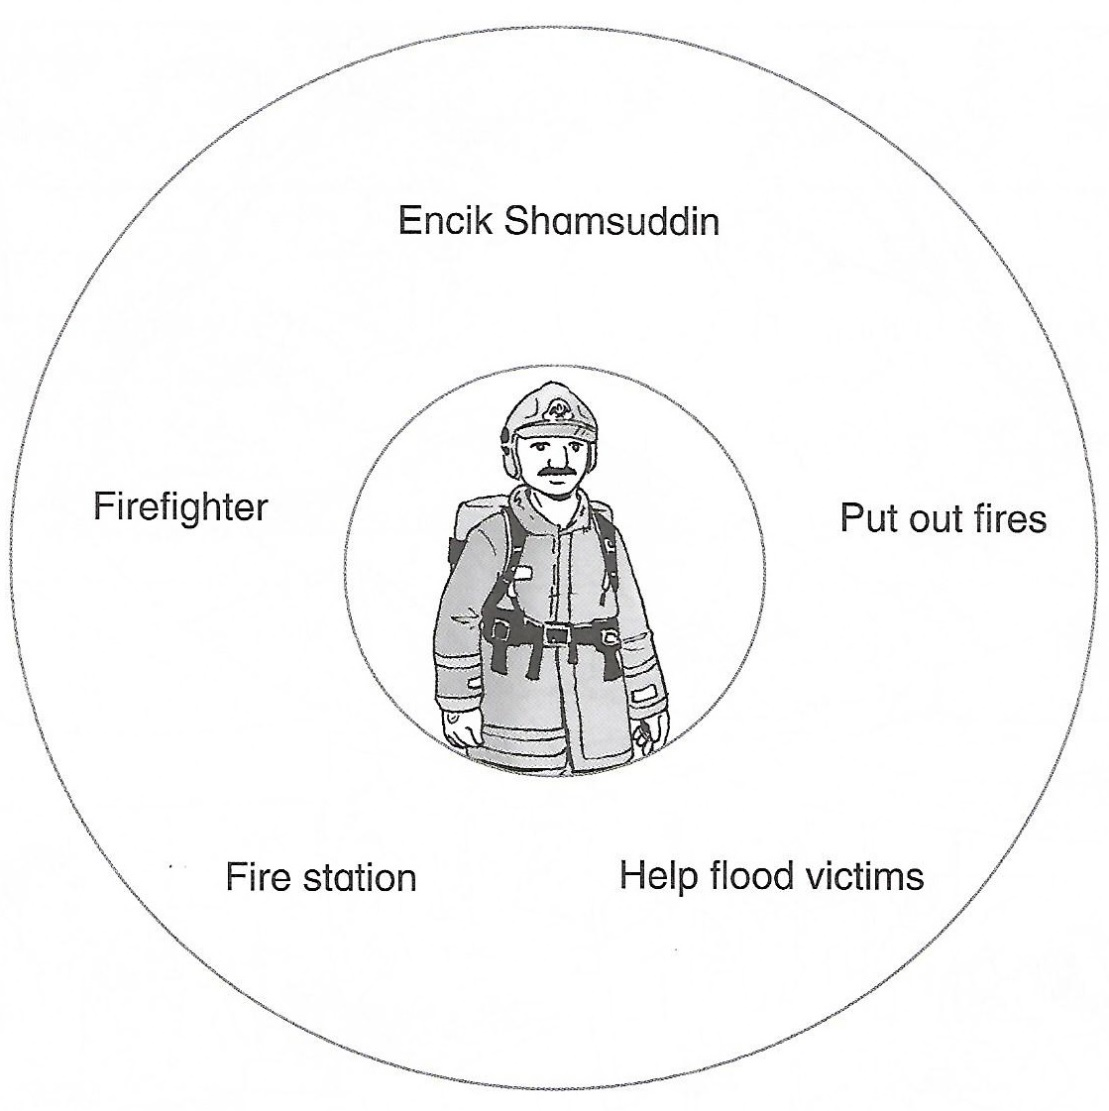 Encik Shamsuddin
Firefighter
Put out fires
Fire station
Help flood victims